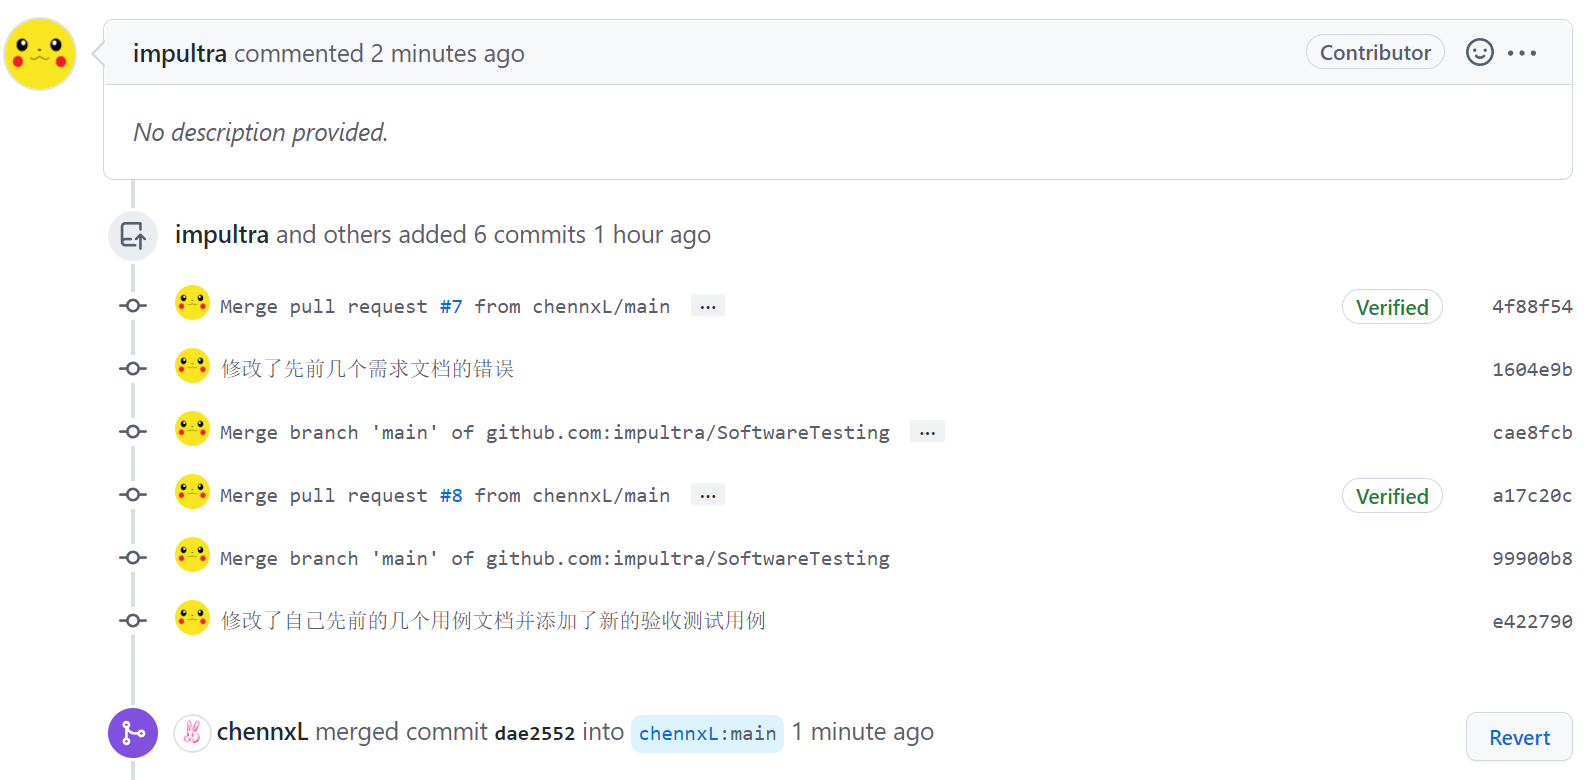 impultra commented 2 minutes ago Contributor ...
No description provided.
impultra and others added 6 commits 1 hour ago
Merge pull request #7 from chennxL/main ... Verified 4f88f54
修改了先前几个需求文档的错误 1604e9b
Merge branch 'main' of github.com:impultra/SoftwareTesting ... cae8fcb
Merge pull request #8 from chennxL/main ... Verified a17c20c
Merge branch 'main' of github.com:impultra/SoftwareTesting 99900b8
修改了自己先前的几个用例文档并添加了新的验收测试用例 e422790
chennxL merged commit dae2552 into chennxL:main 1 minute ago Revert